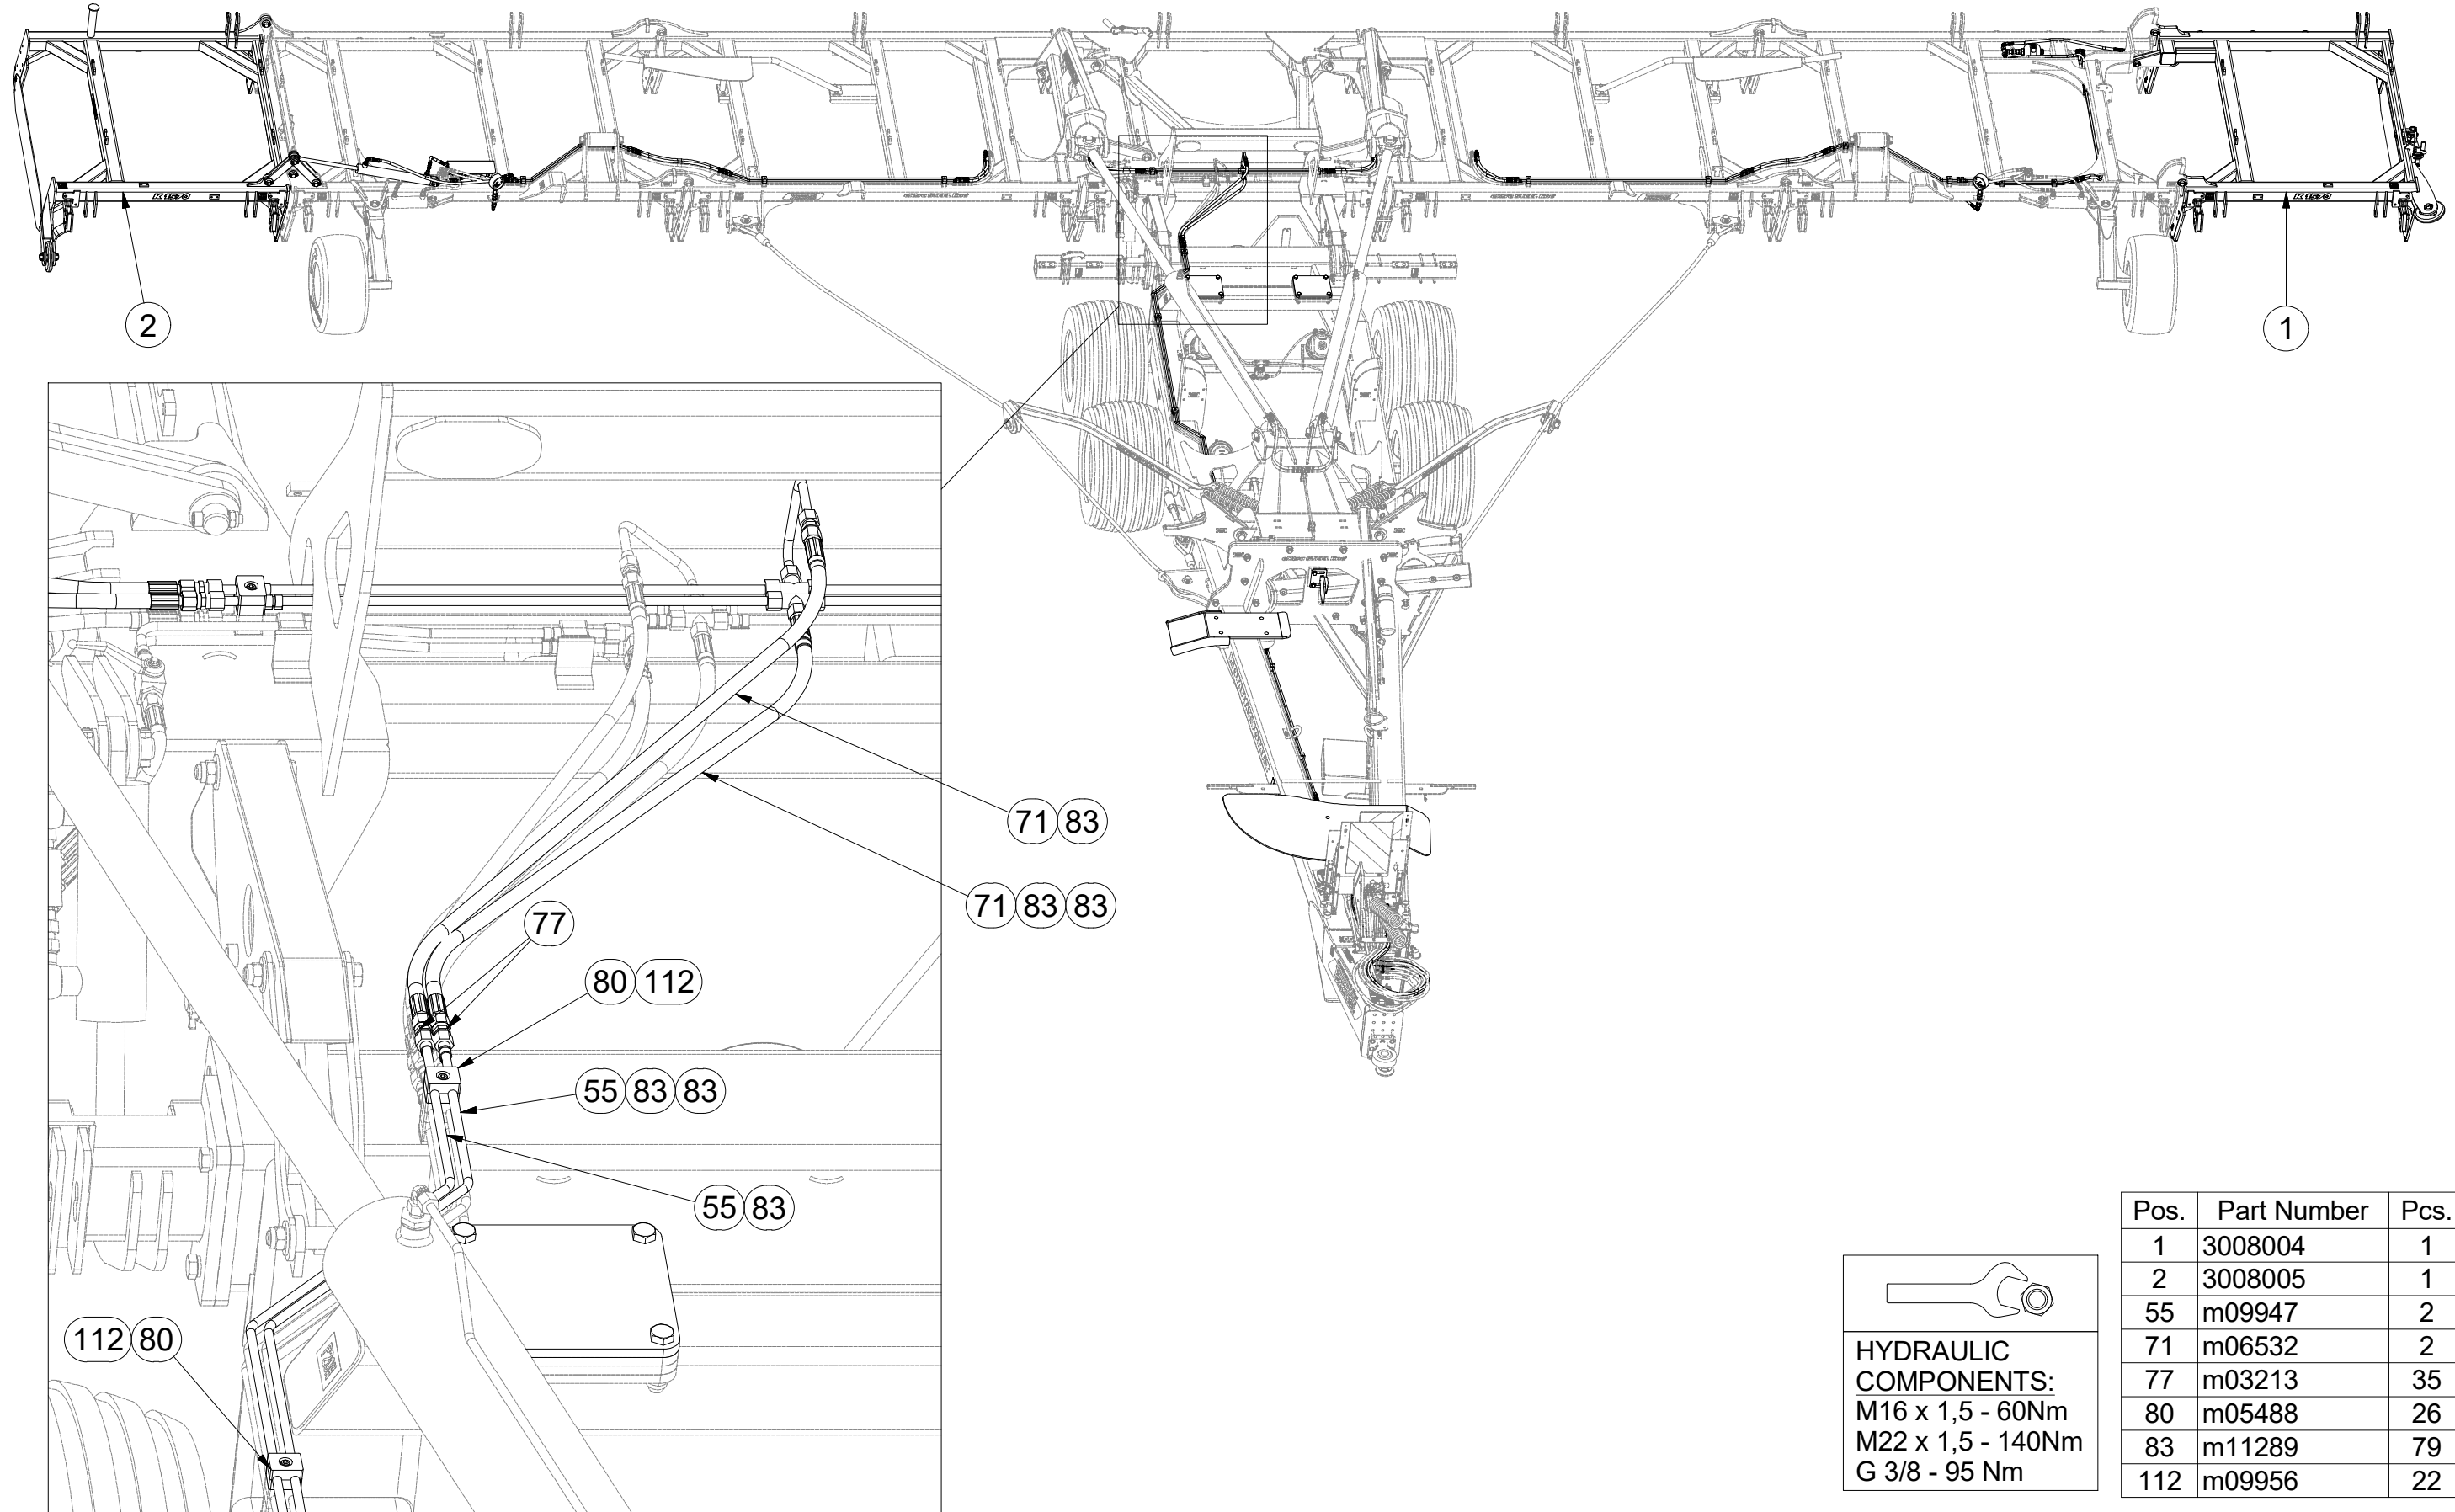 2
K 1570
K 1570
1
71 83
71 83 83
77
80 112
55 83 83
55 83
112 80
HYDRAULIC
COMPONENTS:
M16 x 1,5 - 60Nm
M22 x 1,5 - 140Nm
G 3/8 - 95 Nm
Pos. Part Number Pcs.
1 3008004 1
2 3008005 1
55 m09947 2
71 m06532 2
77 m03213 35
80 m05488 26
83 m11289 79
112 m09956 22